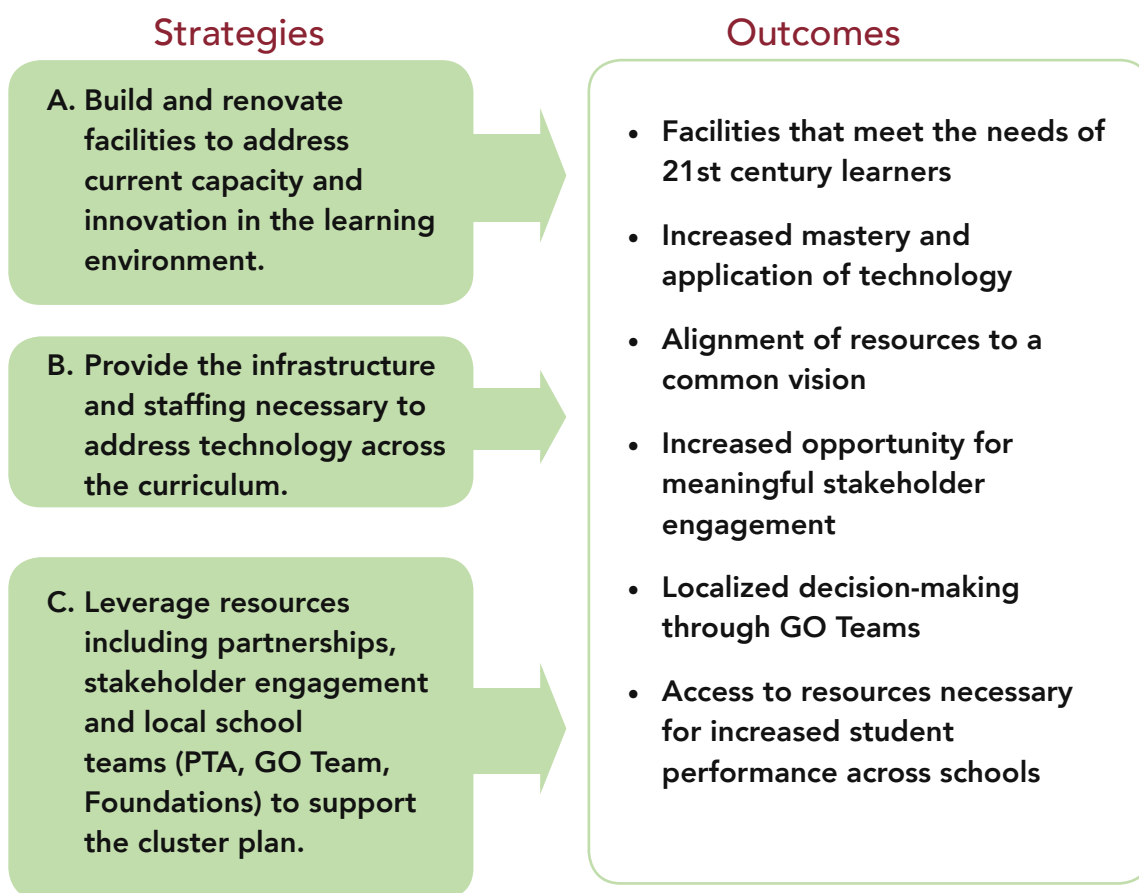 Strategies
A. Build and renovate
facilities to address
current capacity and
innovation in the learning
environment.
B. Provide the infrastructure
and staffing necessary to
address technology across
the curriculum.
C. Leverage resources
including partnerships,
stakeholder engagement
and local school
teams (PTA, GO Team,
Foundations) to support
the cluster plan.
Outcomes
• Facilities that meet the needs of
21st century learners
• Increased mastery and
application of technology
• Alignment of resources to a
common vision
• Increased opportunity for
meaningful stakeholder
engagement
• Localized decision-making
through GO Teams
• Access to resources necessary
for increased student
performance across schools